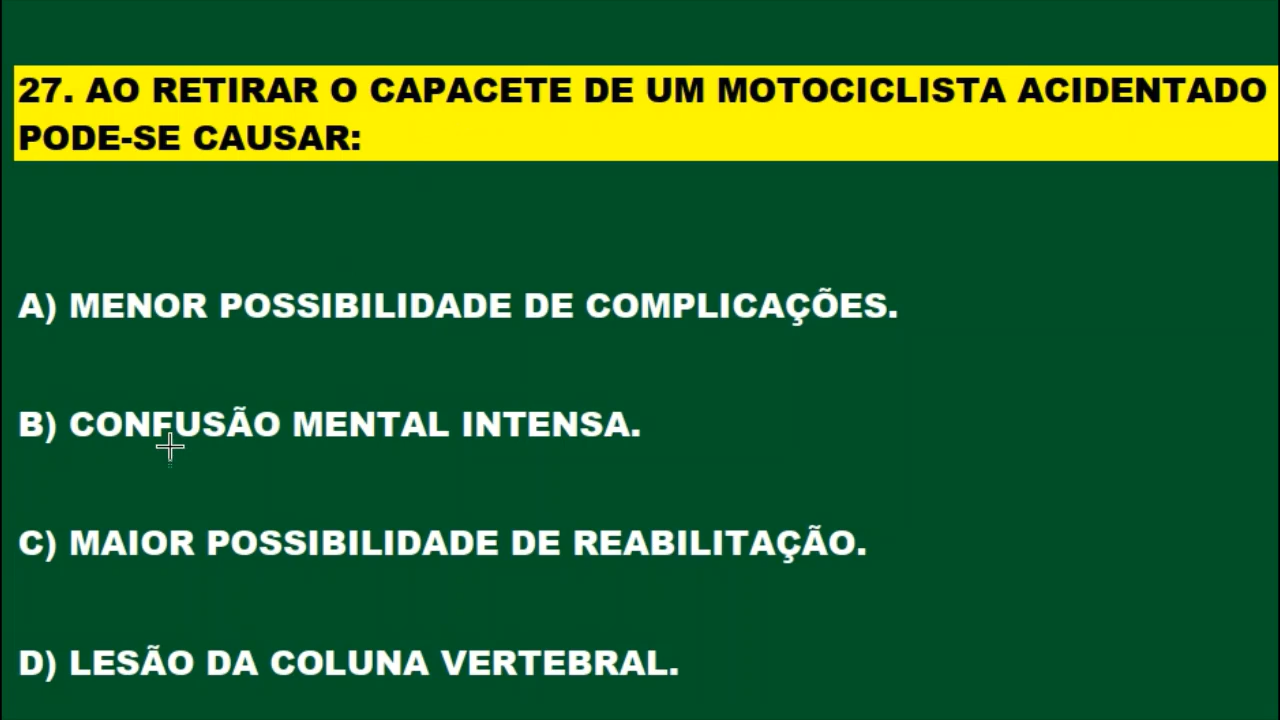 27. AO RETIRAR O CAPACETE DE UM MOTOCICLISTA ACIDENTADO
PODE-SE CAUSAR:
A) MENOR POSSIBILIDADE DE COMPLICAÇÕES.
B) CONFUSÃO MENTAL INTENSA.
C) MAIOR POSSIBILIDADE DE REABILITAÇÃO.
D) LESÃO DA COLUNA VERTEBRAL.